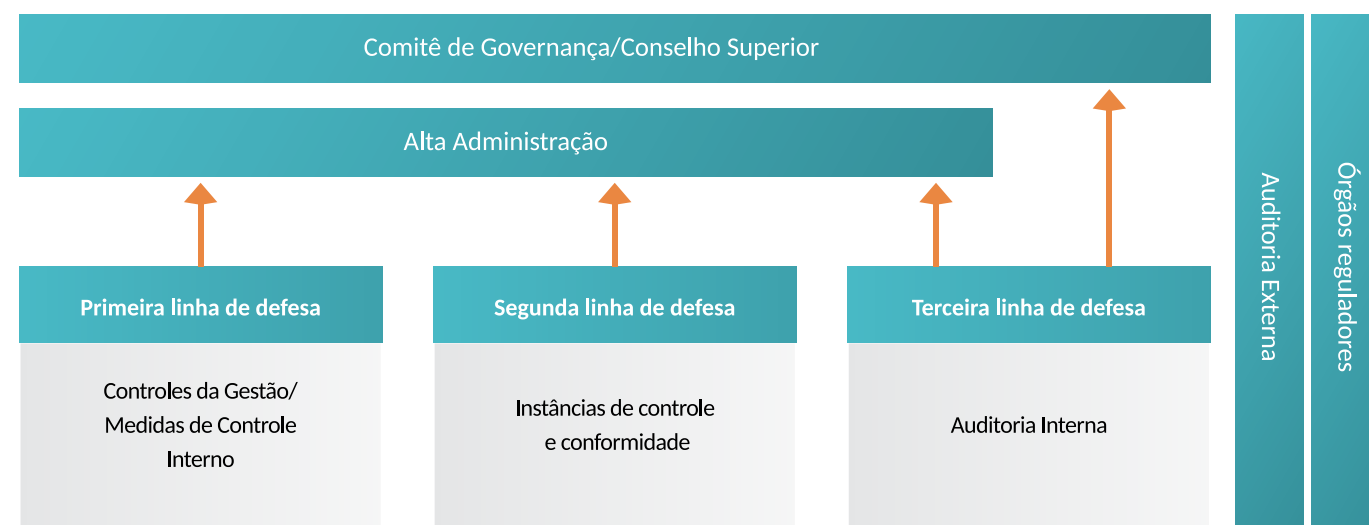 Comitê de Governança/Conselho Superior
Alta Administração
Primeira linha de defesa
Controles da Gestão/
Medidas de Controle
Interno
Segunda linha de defesa
Instâncias de controle
e conformidade
Terceira linha de defesa
Auditoria Interna
Auditoria Externa
Órgãos reguladores